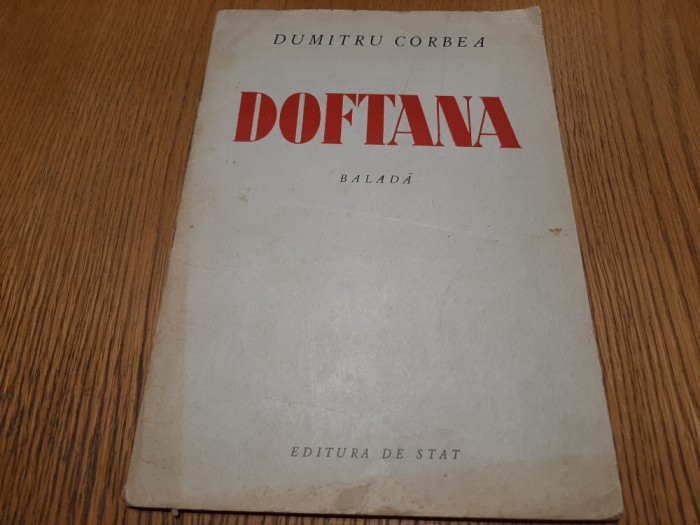 DUMITRU CORBEA
DOFTANA
BALADĂ
EDITURA DE STAT